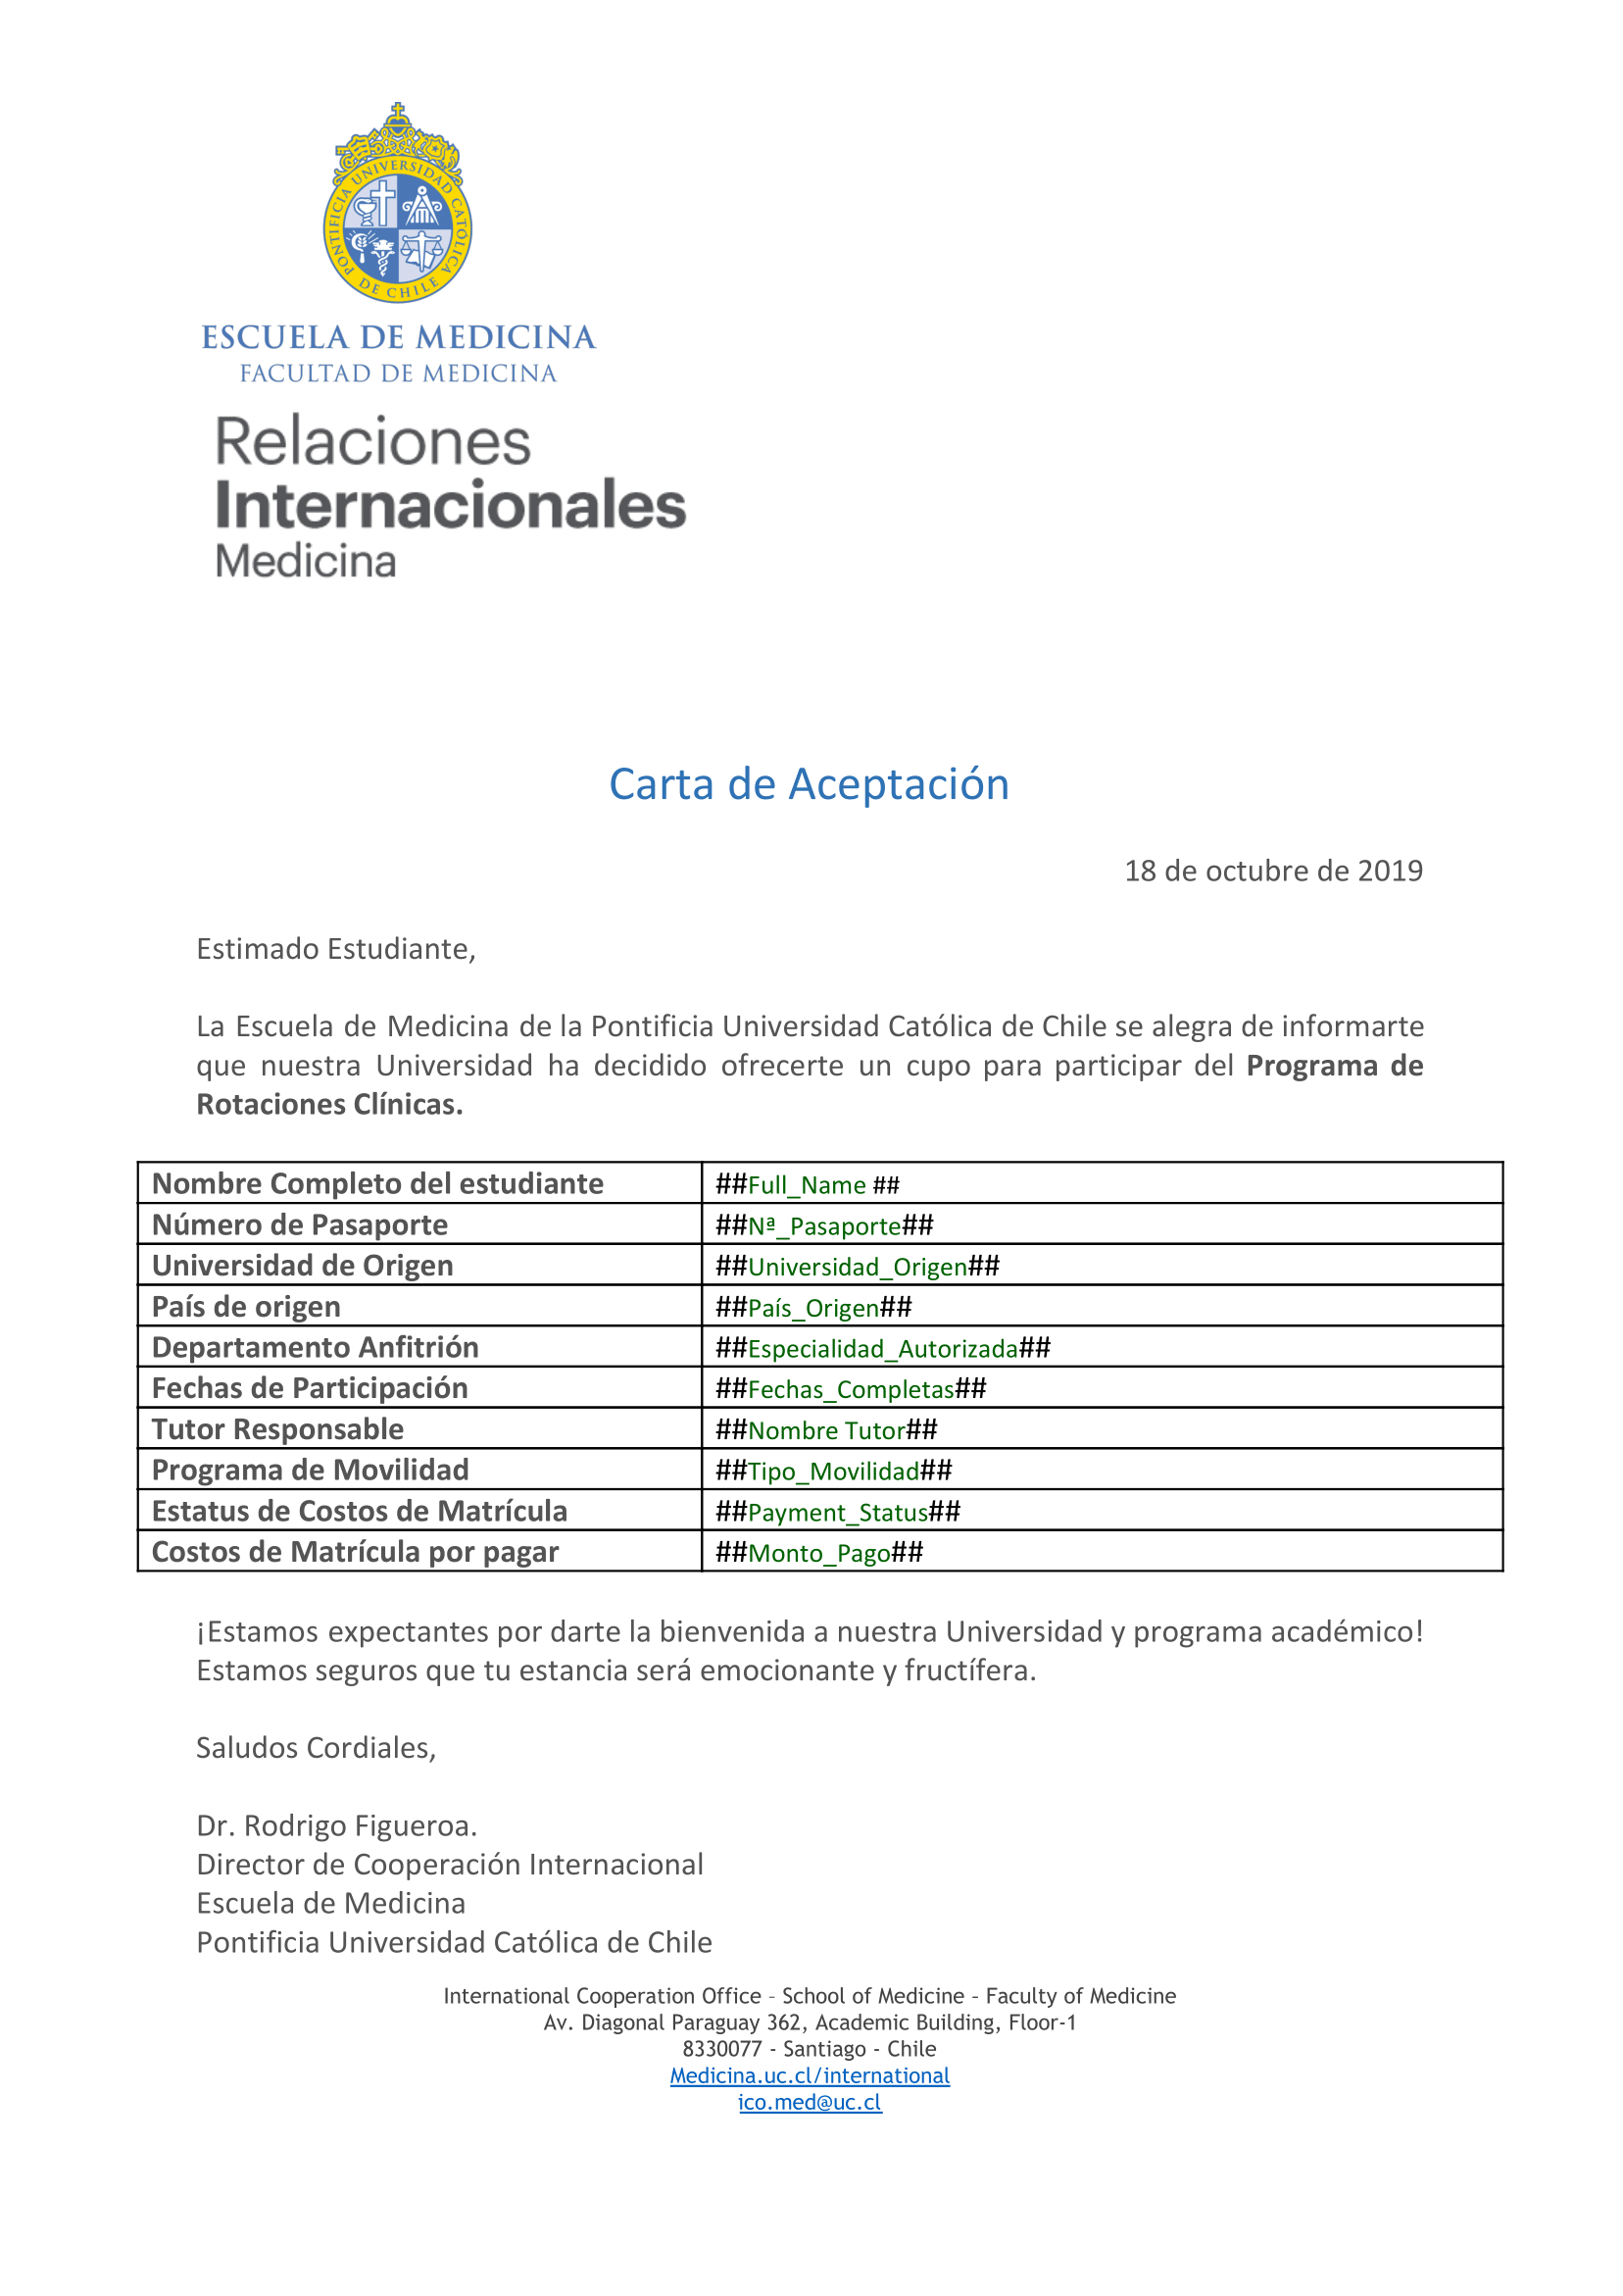 PONTIFICIA UNIVERSIDAD CATÓLICA DE CHILE
ESCUELA DE MEDICINA
FACULTAD DE MEDICINA
Relaciones
Internacionales
Medicina
Carta de Aceptación
18 de octubre de 2019
Estimado Estudiante,
La Escuela de Medicina de la Pontificia Universidad Católica de Chile se alegra de informarte
que nuestra Universidad ha decidido ofrecerte un cupo para participar del Programa de
Rotaciones Clínicas.
Nombre Completo del estudiante ##Full_Name ##
Número de Pasaporte ##Nª_Pasaporte##
Universidad de Origen ##Universidad_Origen##
País de origen ##País_Origen##
Departamento Anfitrión ##Especialidad_Autorizada##
Fechas de Participación ##Fechas_Completas##
Tutor Responsable ##Nombre Tutor##
Programa de Movilidad ##Tipo_Movilidad##
Estatus de Costos de Matrícula ##Payment_Status##
Costos de Matrícula por pagar ##Monto_Pago##
¡Estamos expectantes por darte la bienvenida a nuestra Universidad y programa académico!
Estamos seguros que tu estancia será emocionante y fructífera.
Saludos Cordiales,
Dr. Rodrigo Figueroa.
Director de Cooperación Internacional
Escuela de Medicina
Pontificia Universidad Católica de Chile
International Cooperation Office – School of Medicine – Faculty of Medicine
Av. Diagonal Paraguay 362, Academic Building, Floor-1
8330077 - Santiago - Chile
Medicina.uc.cl/international
ico.med@uc.cl